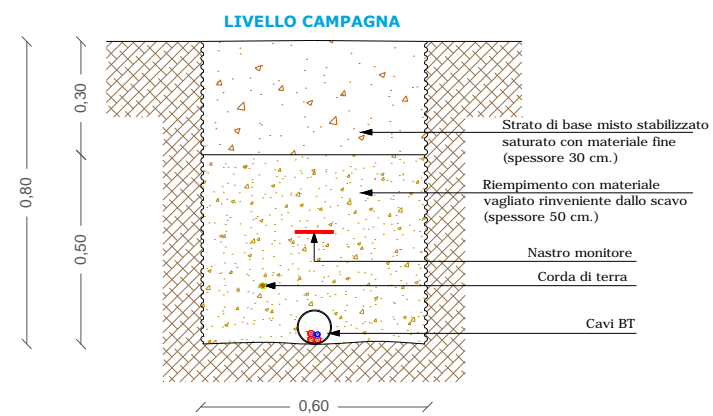 LIVELLO CAMPAGNA
0,30
0,80
0,50
Strato di base misto stabilizzato
saturato con materiale fine
(spessore 30 cm.)
Riempimento con materiale
vagliato rinveniente dallo scavo
(spessore 50 cm.)
Nastro monitore
Corda di terra
Cavi BT
0,60